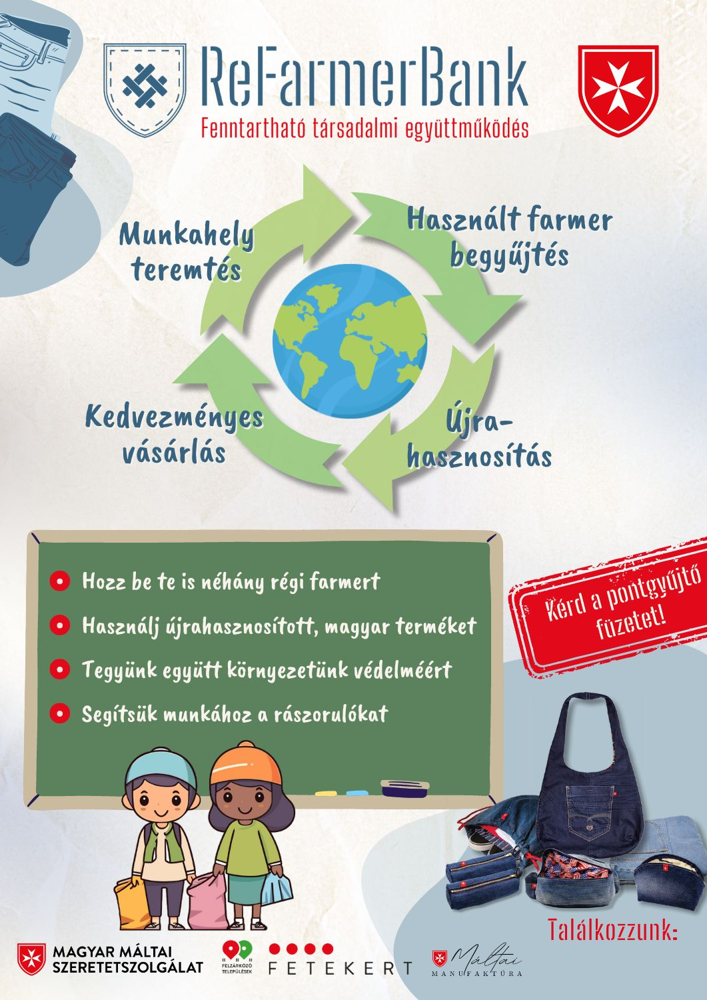 ReFarmerBank
Fenntartható társadalmi együttműködés
Munkahely
teremtés
Használt farmer
begyűjtés
Kedvezményes
vásárlás
Újra-
hasznosítás
Hozz be te is néhány régi farmert
Használj újrahasznosított, magyar terméket
Tegyünk együtt környezetünk védelméért
Segítsük munkához a rászorulókat
Kérd a pontgyűjtő
füzetet!
Találkozzunk:
MAGYAR MÁLTAI
SZERETETSZOLGÁLAT
FELZÁRKÓZÓ
TELEPÜLÉSEK
FETEKERT
Máltai
MANUFAKTÚRA